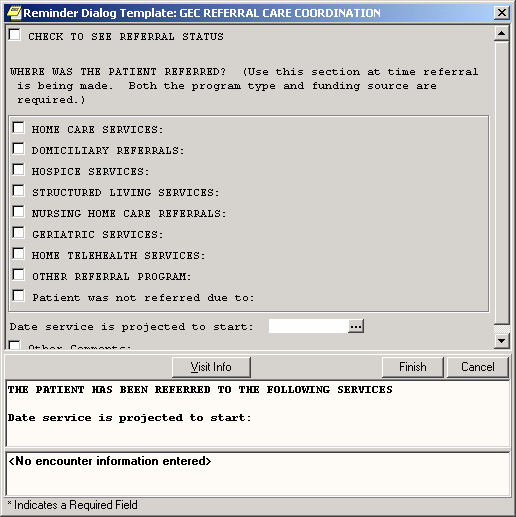 Reminder Dialog Template: GEC REFERRAL CARE COORDINATION
CHECK TO SEE REFERRAL STATUS
WHERE WAS THE PATIENT REFERRED? (Use this section at time referral
is being made. Both the program type and funding source are
required.)
HOME CARE SERVICES:
DOMICILIARY REFERRALS:
HOSPICE SERVICES:
STRUCTURED LIVING SERVICES:
NURSING HOME CARE REFERRALS:
GERIATRIC SERVICES:
HOME TELEHEALTH SERVICES:
OTHER REFERRAL PROGRAM:
Patient was not referred due to:
Date service is projected to start: ...
Other Comments:
Visit Info Finish Cancel
THE PATIENT HAS BEEN REFERRED TO THE FOLLOWING SERVICES
Date service is projected to start:
<No encounter information entered>
* Indicates a Required Field